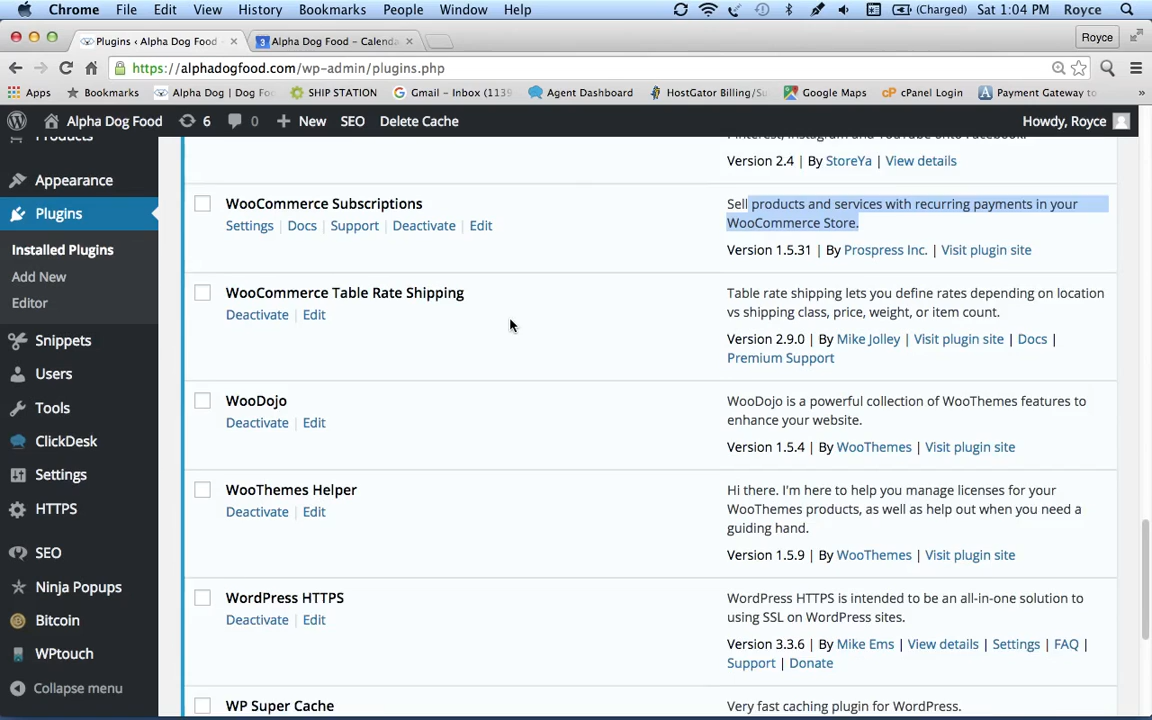 Chrome File Edit View History Bookmarks People Window Help (Charged) Sat 1:04 PM Royce
Plugins ‹ Alpha Dog Food × 3 Alpha Dog Food – Calenda × Royce
https://alphadogfood.com/wp-admin/plugins.php
Apps Bookmarks Alpha Dog | Dog Fo SHIP STATION Gmail – Inbox (1139 Agent Dashboard HostGator Billing/Su Google Maps cPanel Login Payment Gateway to »
Alpha Dog Food 6 0 + New SEO Delete Cache Howdy, Royce
Products
Appearance
Plugins
Installed Plugins
Add New
Editor
Snippets
Users
Tools
ClickDesk
Settings
HTTPS
SEO
Ninja Popups
Bitcoin
WPtouch
Collapse menu
Pinterest, Instagram and YouTube onto Facebook.
Version 2.4 | By StoreYa | View details
WooCommerce Subscriptions
Settings | Docs | Support | Deactivate | Edit
Sell products and services with recurring payments in your
WooCommerce Store.
Version 1.5.31 | By Prospress Inc. | Visit plugin site
WooCommerce Table Rate Shipping
Deactivate | Edit
Table rate shipping lets you define rates depending on location
vs shipping class, price, weight, or item count.
Version 2.9.0 | By Mike Jolley | Visit plugin site | Docs |
Premium Support
WooDojo
Deactivate | Edit
WooDojo is a powerful collection of WooThemes features to
enhance your website.
Version 1.5.4 | By WooThemes | Visit plugin site
WooThemes Helper
Deactivate | Edit
Hi there. I'm here to help you manage licenses for your
WooThemes products, as well as help out when you need a
guiding hand.
Version 1.5.9 | By WooThemes | Visit plugin site
WordPress HTTPS
Deactivate | Edit
WordPress HTTPS is intended to be an all-in-one solution to
using SSL on WordPress sites.
Version 3.3.6 | By Mike Ems | View details | Settings | FAQ |
Support | Donate
WP Super Cache
Very fast caching plugin for WordPress.